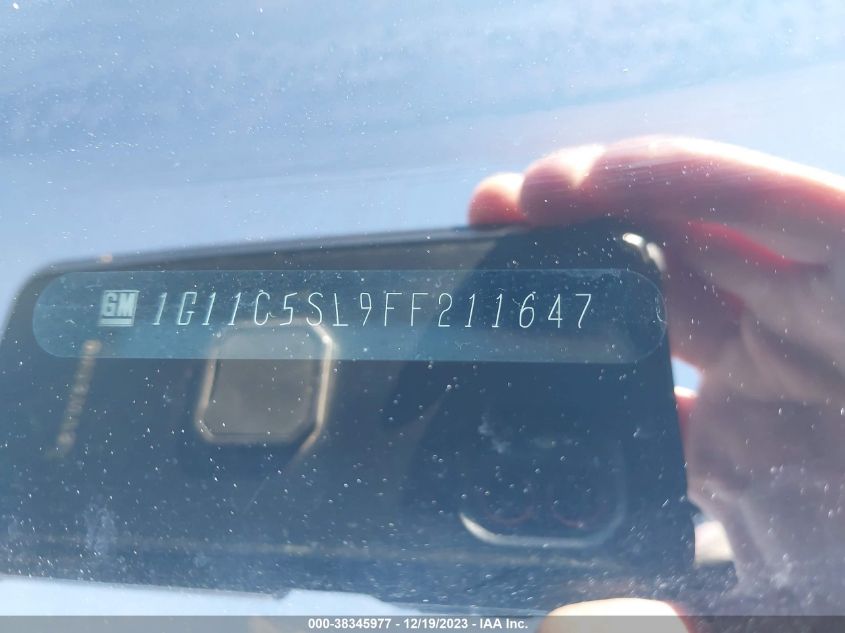 GM 1G11C5SL9FF211647
000-38345977 - 12/19/2023 - IAA Inc.